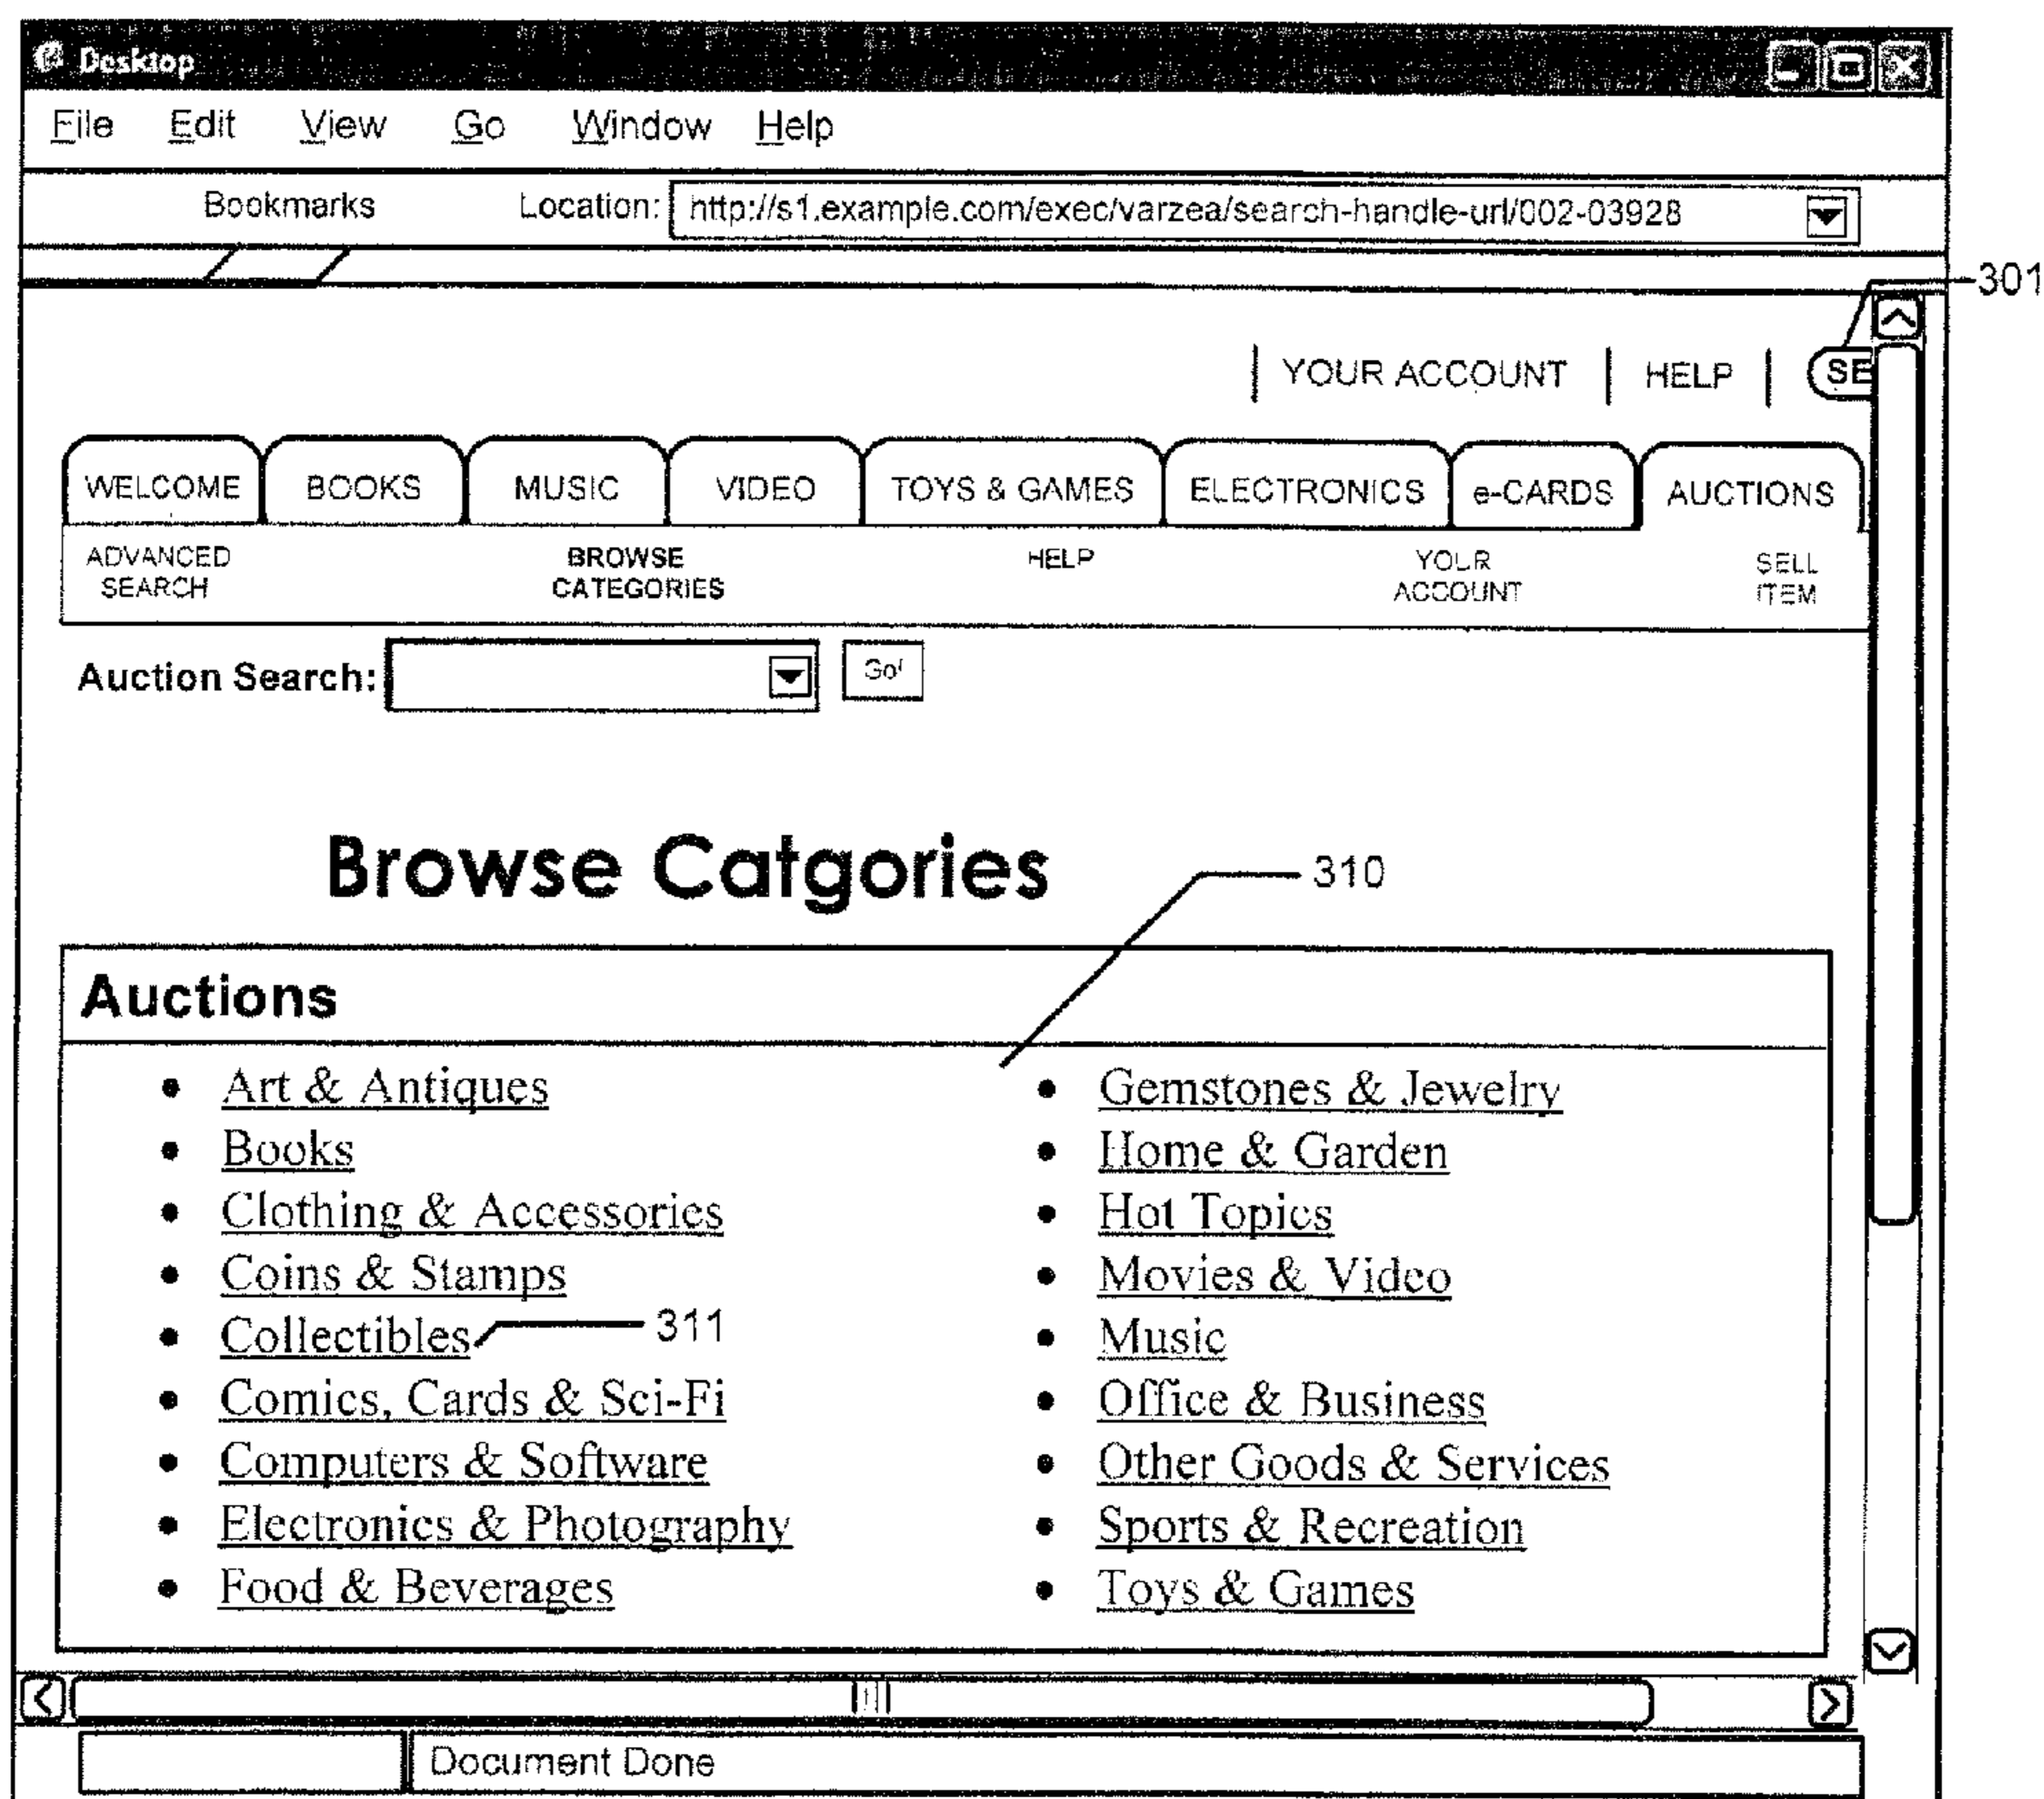 Desktop
File Edit View Go Window Help
Bookmarks Location: http://s1.example.com/exec/varzea/search-handle-url/002-03928
301
YOUR ACCOUNT HELP SE
WELCOME BOOKS MUSIC VIDEO TOYS & GAMES ELECTRONICS e-CARDS AUCTIONS
ADVANCED SEARCH BROWSE CATEGORIES HELP YOUR ACCOUNT SELL ITEM
Auction Search: Go!
Browse Catgories
310
Auctions
Art & Antiques
Books
Clothing & Accessories
Coins & Stamps
Collectibles 311
Comics, Cards & Sci-Fi
Computers & Software
Electronics & Photography
Food & Beverages
Gemstones & Jewelry
Home & Garden
Hot Topics
Movies & Video
Music
Office & Business
Other Goods & Services
Sports & Recreation
Toys & Games
Document Done